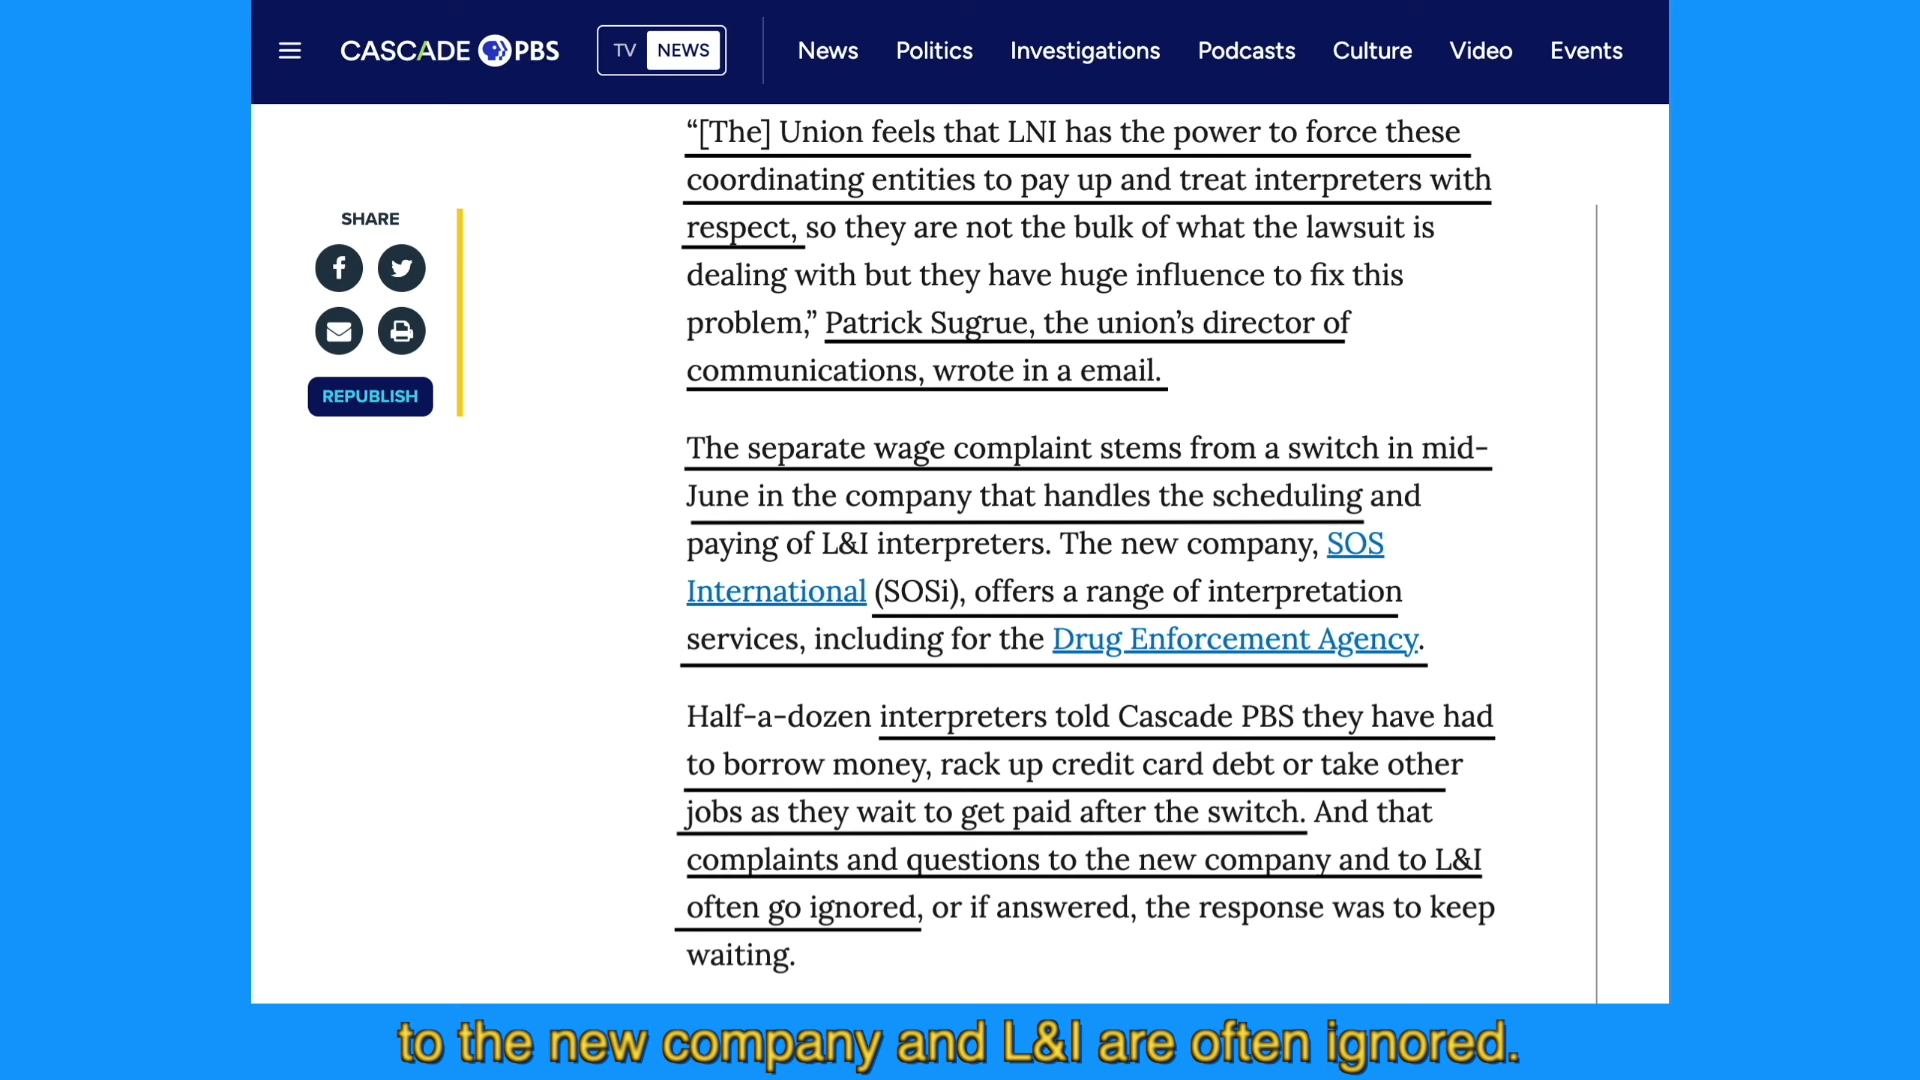 CASCADE PBS
TV NEWS
News Politics Investigations Podcasts Culture Video Events
SHARE
REPUBLISH
“[The] Union feels that LNI has the power to force these
coordinating entities to pay up and treat interpreters with
respect, so they are not the bulk of what the lawsuit is
dealing with but they have huge influence to fix this
problem,” Patrick Sugrue, the union’s director of
communications, wrote in a email.
The separate wage complaint stems from a switch in mid-
June in the company that handles the scheduling and
paying of L&I interpreters. The new company, SOS
International (SOSi), offers a range of interpretation
services, including for the Drug Enforcement Agency.
Half-a-dozen interpreters told Cascade PBS they have had
to borrow money, rack up credit card debt or take other
jobs as they wait to get paid after the switch. And that
complaints and questions to the new company and to L&I
often go ignored, or if answered, the response was to keep
waiting.
to the new company and L&I are often ignored.